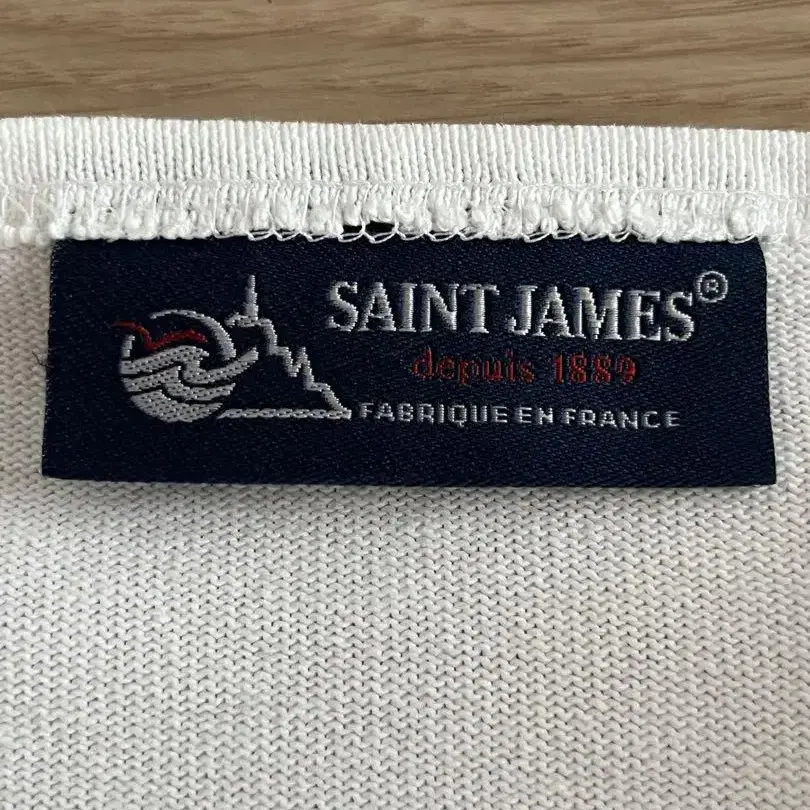 SAINT JAMES®
depuis 1889
FABRIQUE EN FRANCE